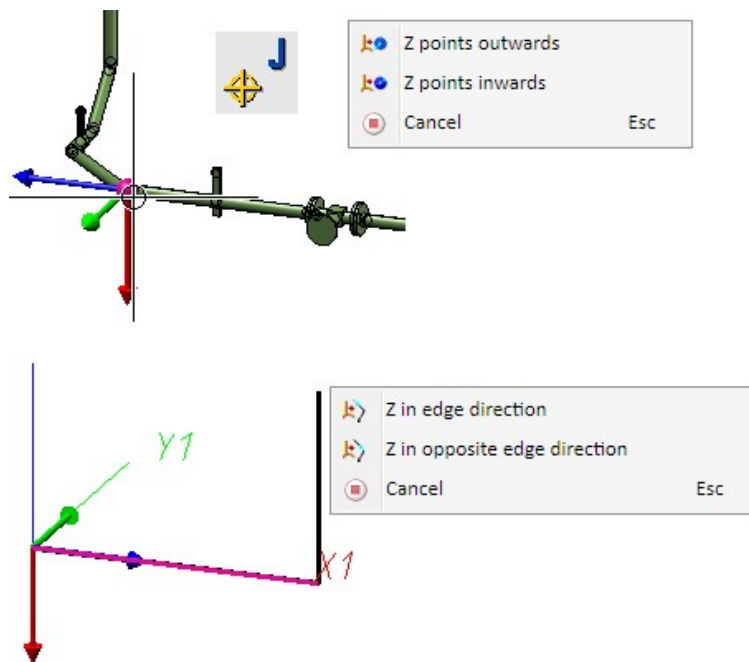 J
Z points outwards
Z points inwards
Cancel Esc
Y1
X1
Z in edge direction
Z in opposite edge direction
Cancel Esc